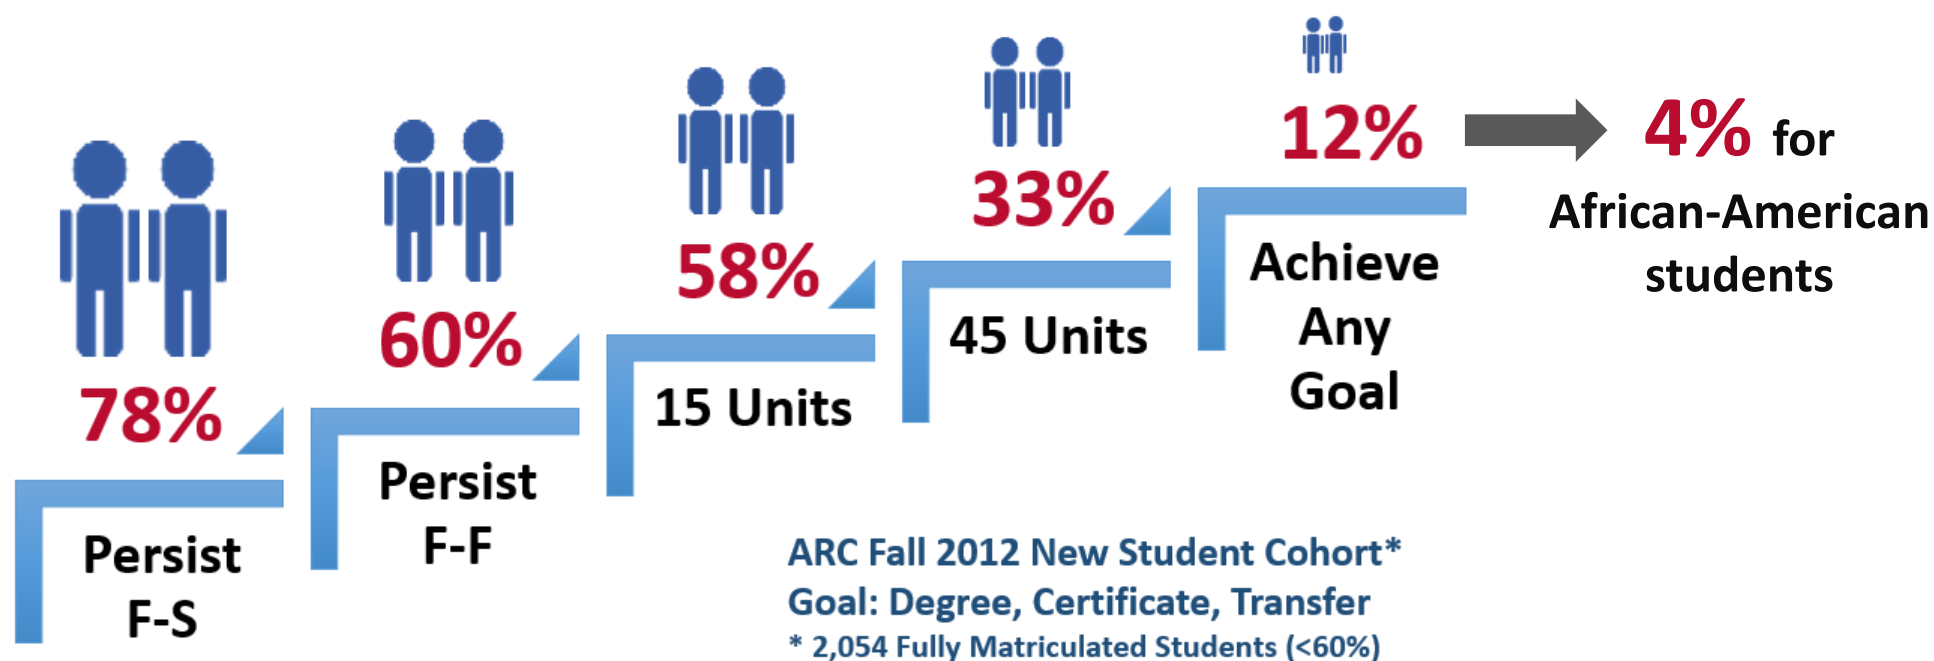 78%
Persist
F-S
60%
Persist
F-F
58%
15 Units
33%
45 Units
12%
Achieve
Any
Goal
4% for
African-American
students
ARC Fall 2012 New Student Cohort*
Goal: Degree, Certificate, Transfer
* 2,054 Fully Matriculated Students (<60%)